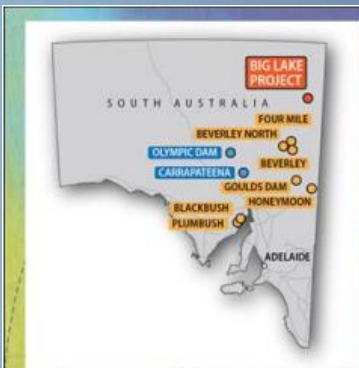 BIG LAKE
PROJECT
SOUTH AUSTRALIA
FOUR MILE
BEVERLEY NORTH
OLYMPIC DAM
BEVERLEY
CARRAPATEENA
GOULDS DAM
HONEYMOON
BLACKBUSH
PLUMBUSH
ADELAIDE